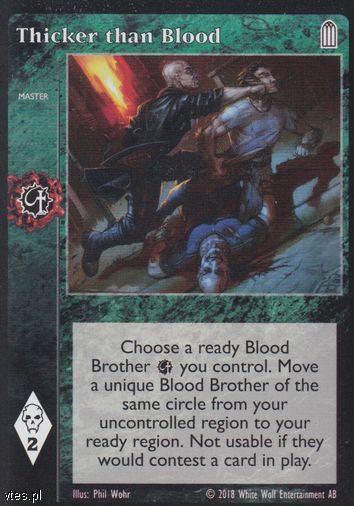 Thicker than Blood
MASTER
Choose a ready Blood
Brother you control. Move
a unique Blood Brother of the
same circle from your
uncontrolled region to your
ready region. Not usable if they
would contest a card in play.
2
Illus: Phil Wohr © 2018 White Wolf Entertainment AB
vtes.pl